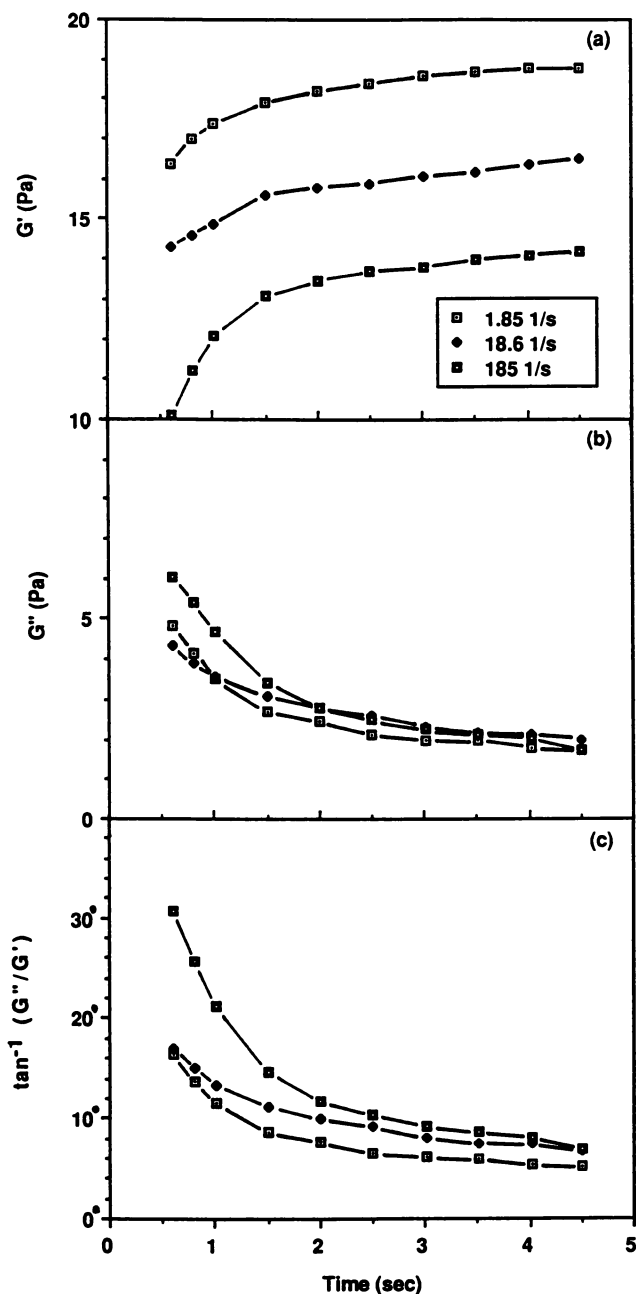 20
(a)
G' (Pa)
15
1.85 1/s
18.6 1/s
185 1/s
10
(b)
G" (Pa)
5
0
(c)
30°
tan⁻¹ (G"/G')
20°
10°
0°
0 1 2 3 4 5
Time (sec)